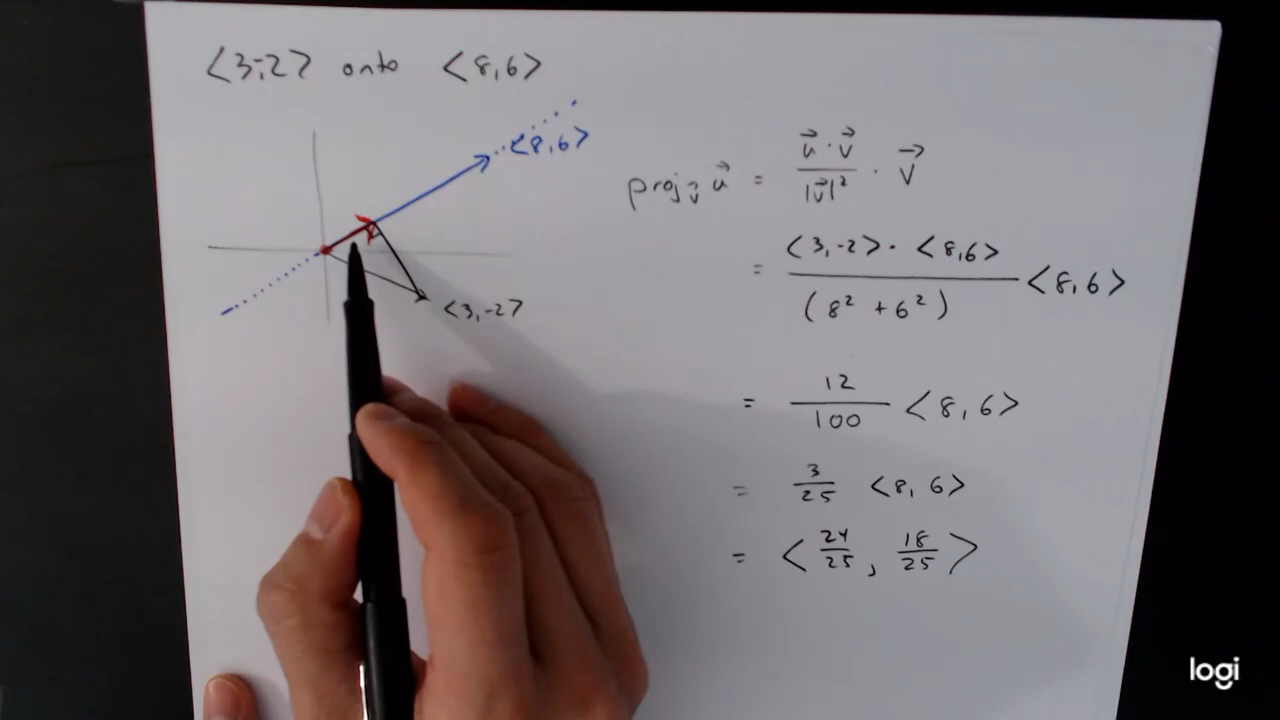 <3,-2> onto <8,6>
<8,6>
<3,-2>
proj_v⃗ u⃗ = (u⃗ · v⃗)/|v⃗|² · v⃗
= (<3,-2> · <8,6>)/(8² + 6²) <8,6>
= 12/100 <8,6>
= 3/25 <8,6>
= <24/25, 18/25>
logi